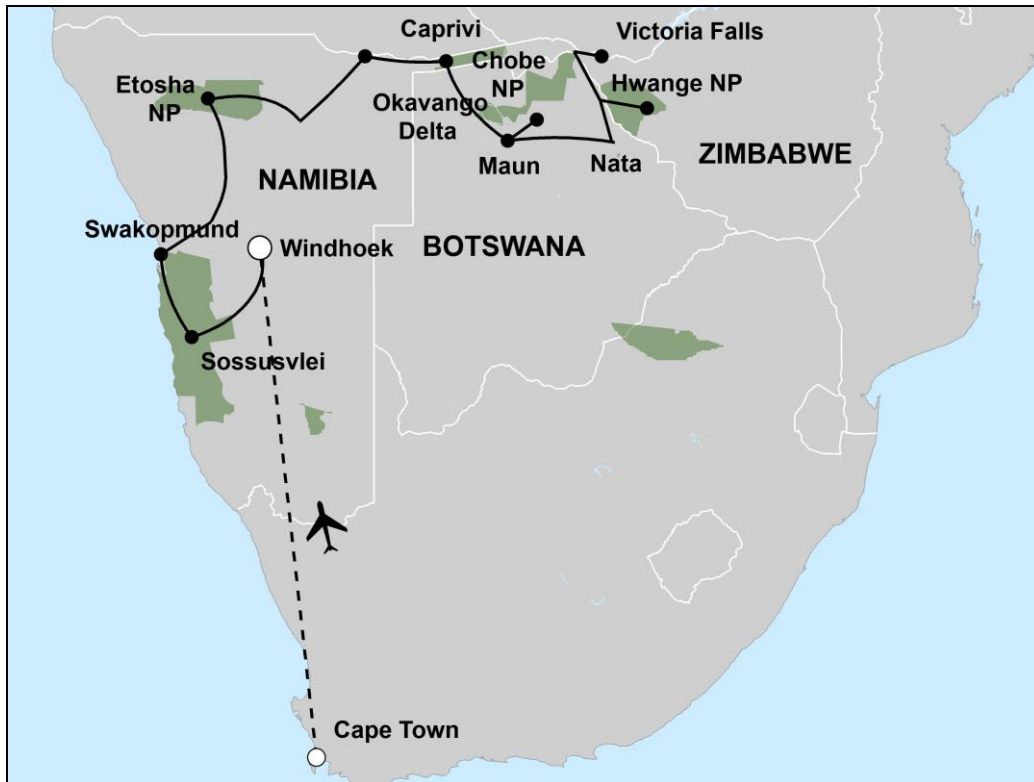 Caprivi
Victoria Falls
Etosha
NP
Chobe
NP
Hwange NP
Okavango
Delta
Maun
Nata
ZIMBABWE
NAMIBIA
Swakopmund
Windhoek
BOTSWANA
Sossusvlei
Cape Town